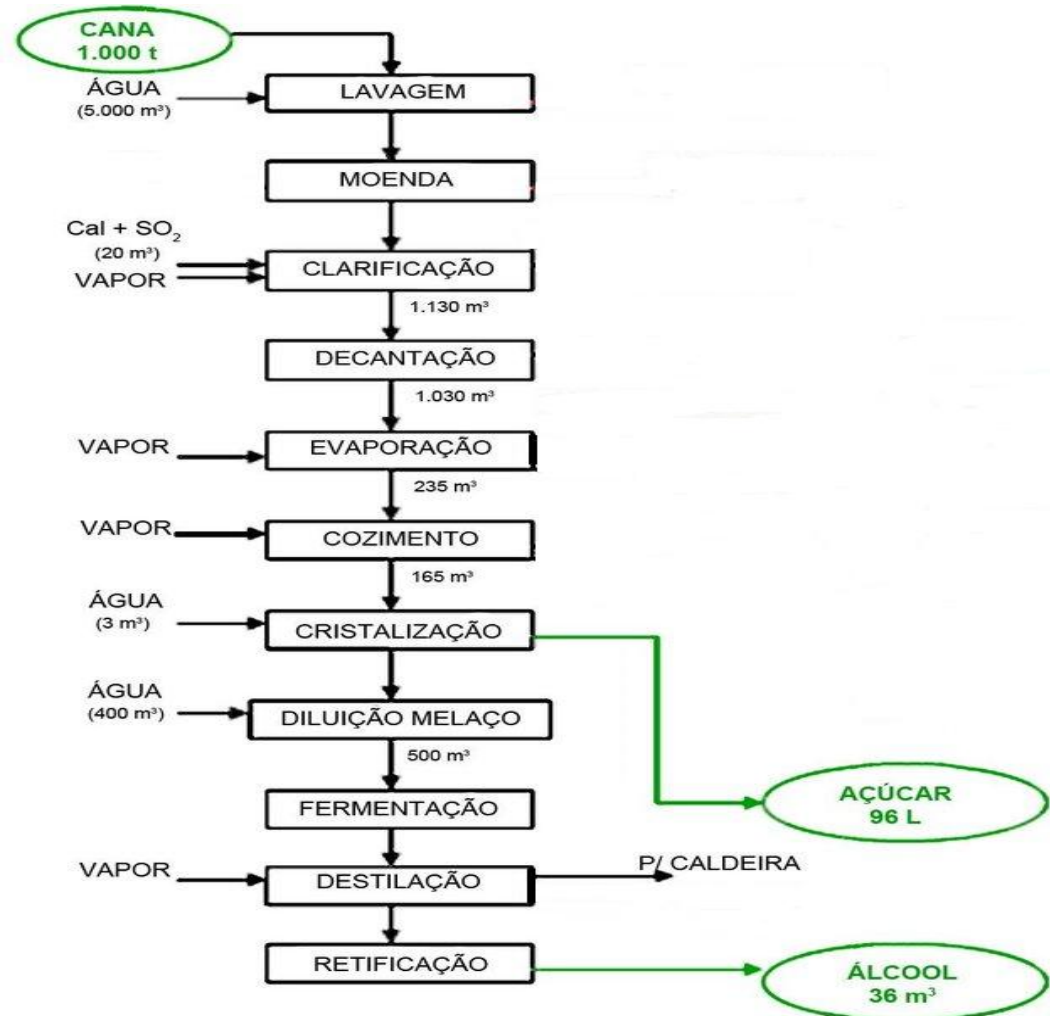 CANA
1.000 t
ÁGUA
(5.000 m³)
LAVAGEM
MOENDA
Cal + SO₂
(20 m³)
VAPOR
CLARIFICAÇÃO
1.130 m³
DECANTAÇÃO
1.030 m³
VAPOR
EVAPORAÇÃO
235 m³
VAPOR
COZIMENTO
165 m³
ÁGUA
(3 m³)
CRISTALIZAÇÃO
ÁGUA
(400 m³)
DILUIÇÃO MELAÇO
500 m³
FERMENTAÇÃO
AÇÚCAR
96 L
VAPOR
DESTILAÇÃO
P/ CALDEIRA
RETIFICAÇÃO
ÁLCOOL
36 m³